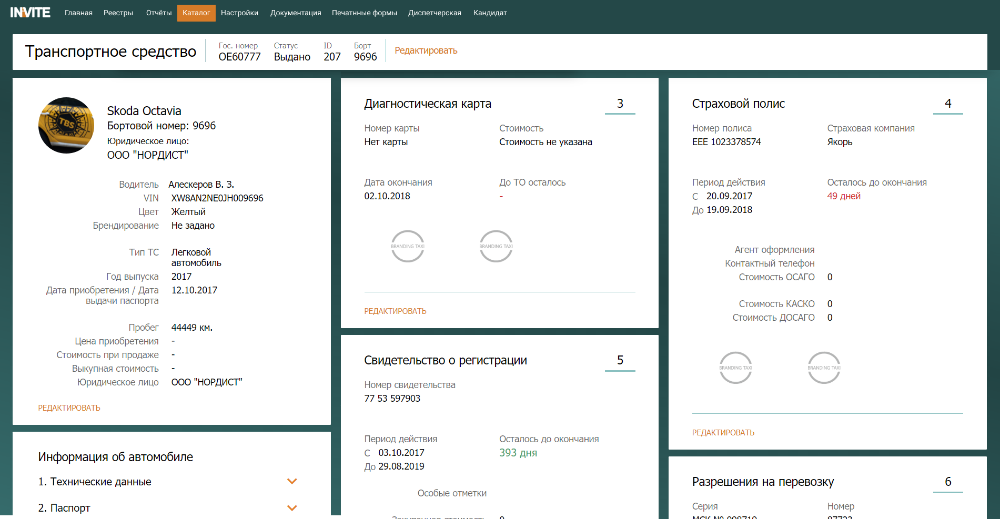 INVITE
Главная Реестры Отчёты Каталог Настройки Документация Печатнные формы Диспетчерская Кандидат
Транспортное средство
Гос. номер Статус ID Борт
ОЕ60777 Выдано 207 9696
Редактировать
TBS
Skoda Octavia
Бортовой номер: 9696
Юридическое лицо:
ООО "НОРДИСТ"
Водитель Алескеров В. З.
VIN XW8AN2NE0JH009696
Цвет Желтый
Брендирование Не задано
Тип ТС Легковой
автомобиль
Год выпуска 2017
Дата приобретения / Дата 12.10.2017
выдачи паспорта
Пробег 44449 км.
Цена приобретения -
Стоимость при продаже -
Выкупная стоимость -
Юридическое лицо ООО "НОРДИСТ"
РЕДАКТИРОВАТЬ
Информация об автомобиле
1. Технические данные
2. Паспорт
Диагностическая карта 3
Номер карты Стоимость
Нет карты Стоимость не указана
Дата окончания До ТО осталось
02.10.2018 -
BRANDING TAXI BRANDING TAXI
РЕДАКТИРОВАТЬ
Свидетельство о регистрации 5
Номер свидетельства
77 53 597903
Период действия Осталось до окончания
С 03.10.2017 393 дня
До 29.08.2019
Особые отметки
Закупочная стоимость 0
Страховой полис 4
Номер полиса Страховая компания
ЕЕЕ 1023378574 Якорь
Период действия Осталось до окончания
С 20.09.2017 49 дней
До 19.09.2018
Агент оформления
Контактный телефон
Стоимость ОСАГО 0
Стоимость КАСКО 0
Стоимость ДОСАГО 0
BRANDING TAXI BRANDING TAXI
РЕДАКТИРОВАТЬ
Разрешения на перевозку 6
Серия Номер
МСК № 098719 87723